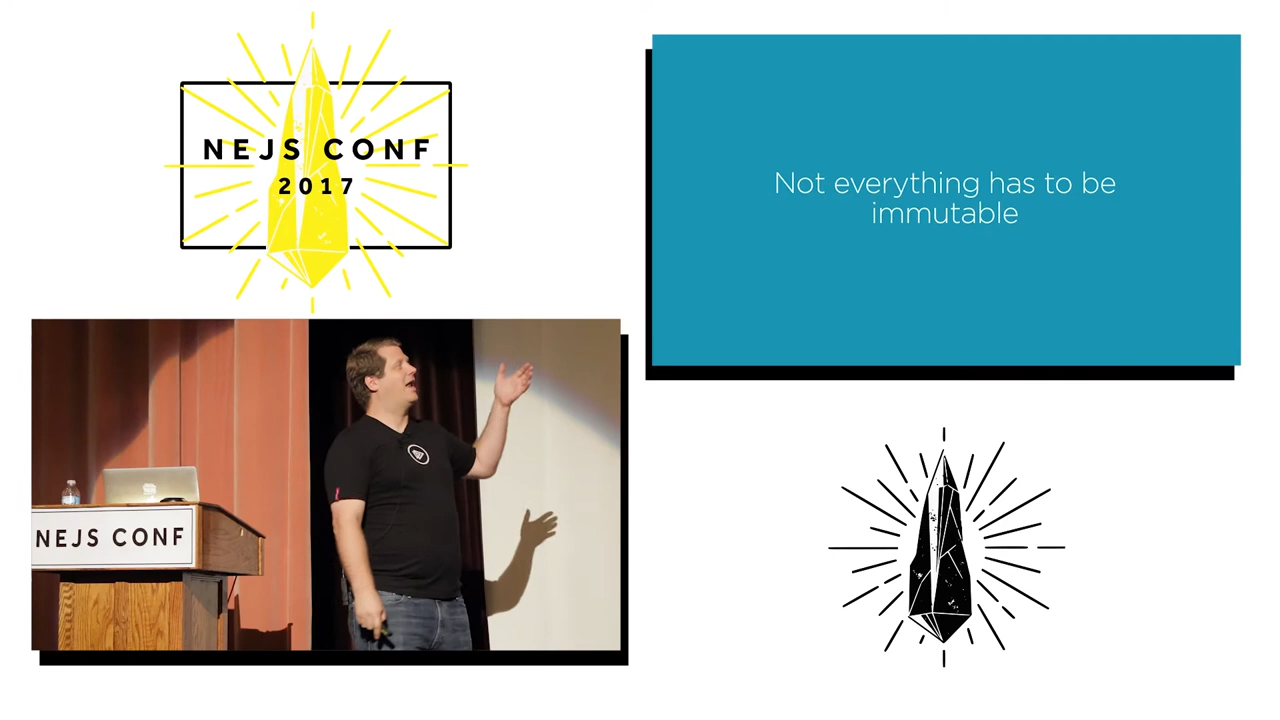 NEJS CONF
2017
Not everything has to be
immutable
NEJS CONF